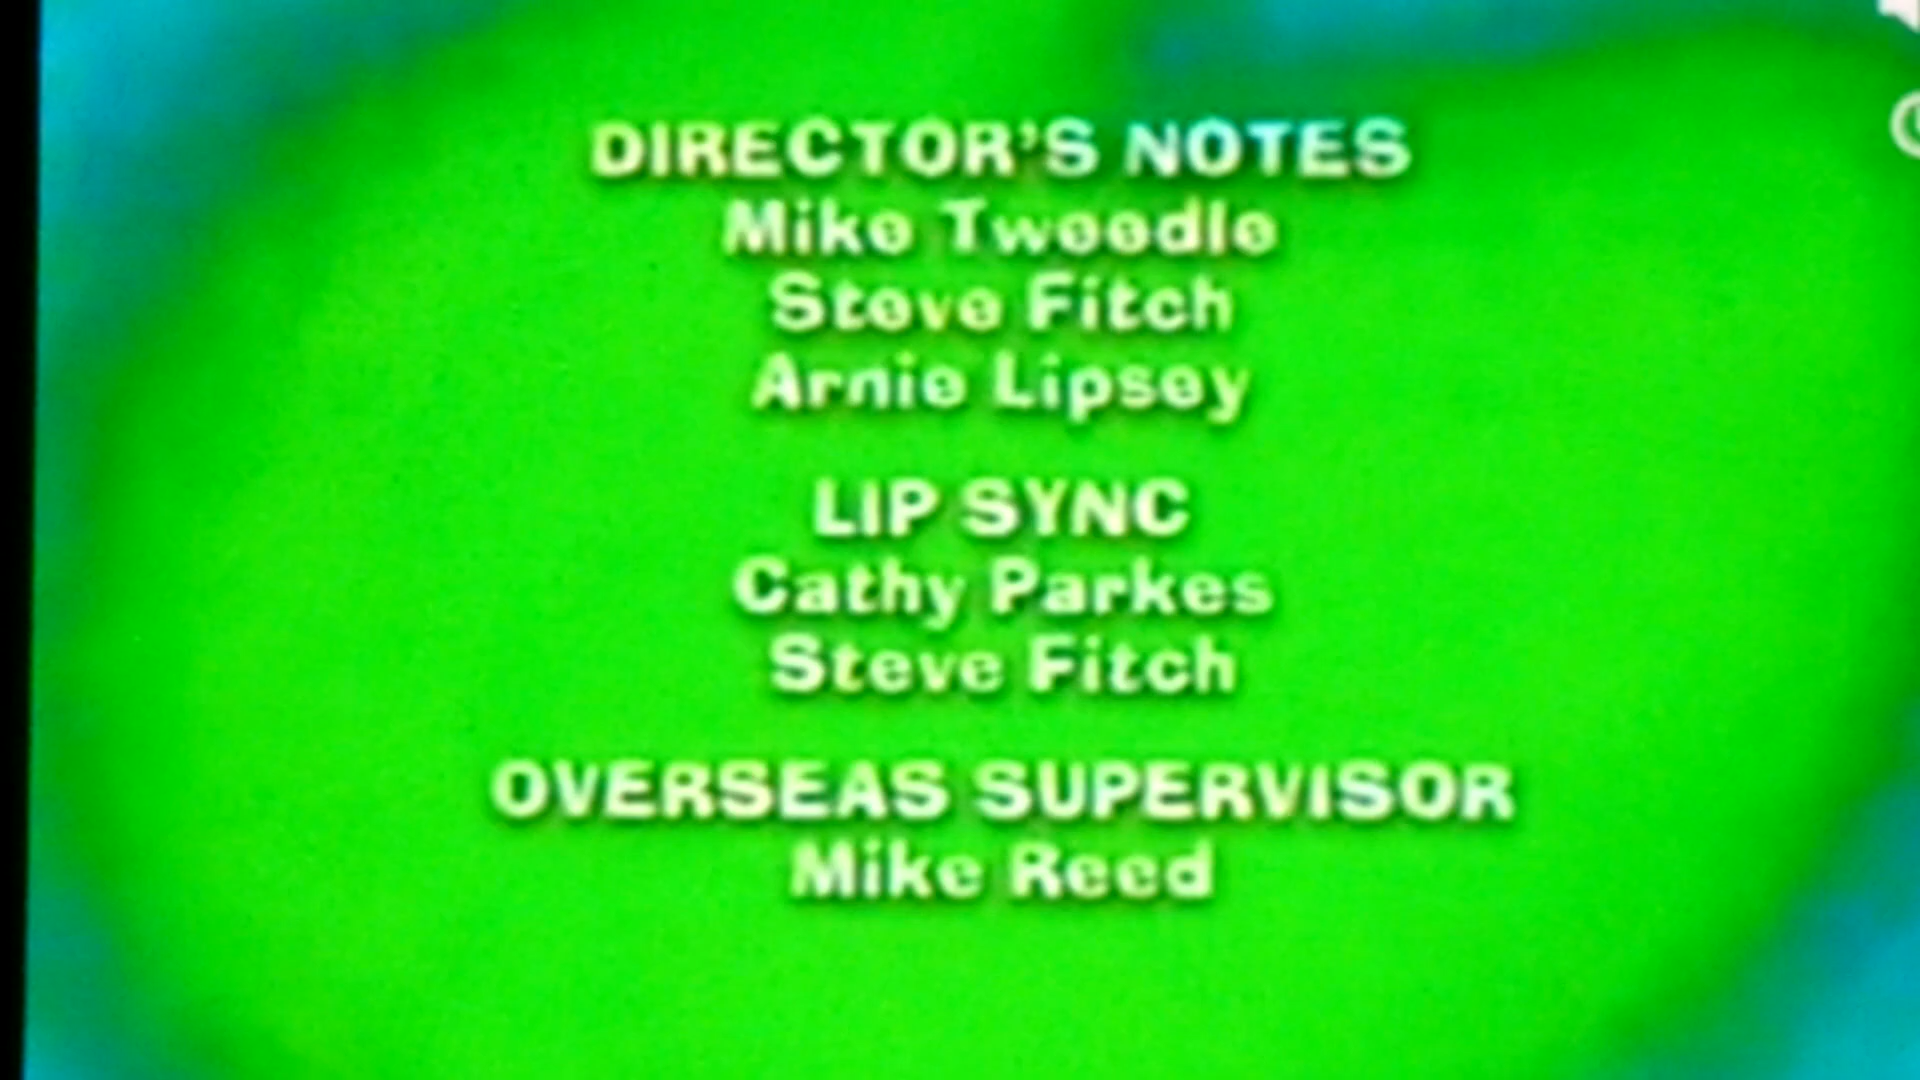 DIRECTOR'S NOTES
Mike Tweedle
Steve Fitch
Arnie Lipsey
LIP SYNC
Cathy Parkes
Steve Fitch
OVERSEAS SUPERVISOR
Mike Reed